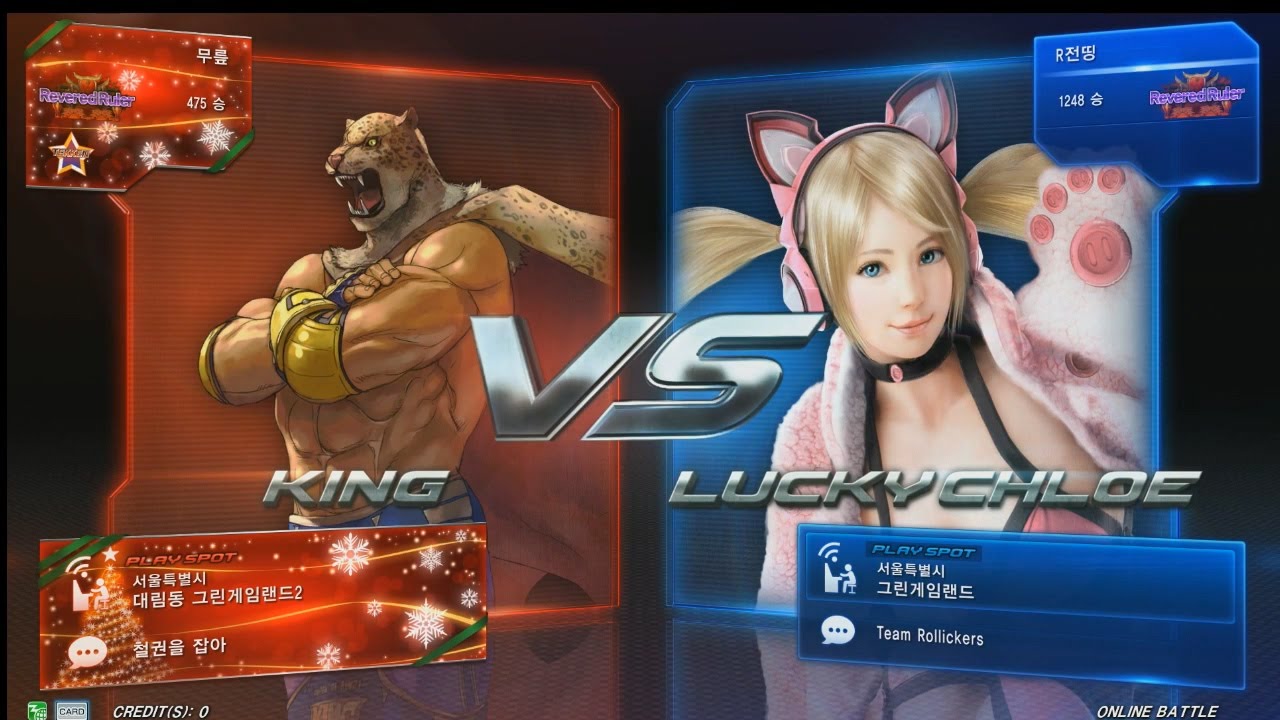 무릎
RevereD Ruler
475 승
TEKKEN
R전띵
1248 승
RevereD Ruler
VS
KING
LUCKY CHLOE
PLAY SPOT
서울특별시
대림동 그린게임랜드2
철권을 잡아
PLAY SPOT
서울특별시
그린게임랜드
Team Rollickers
CARD
CREDIT(S): 0
ONLINE BATTLE